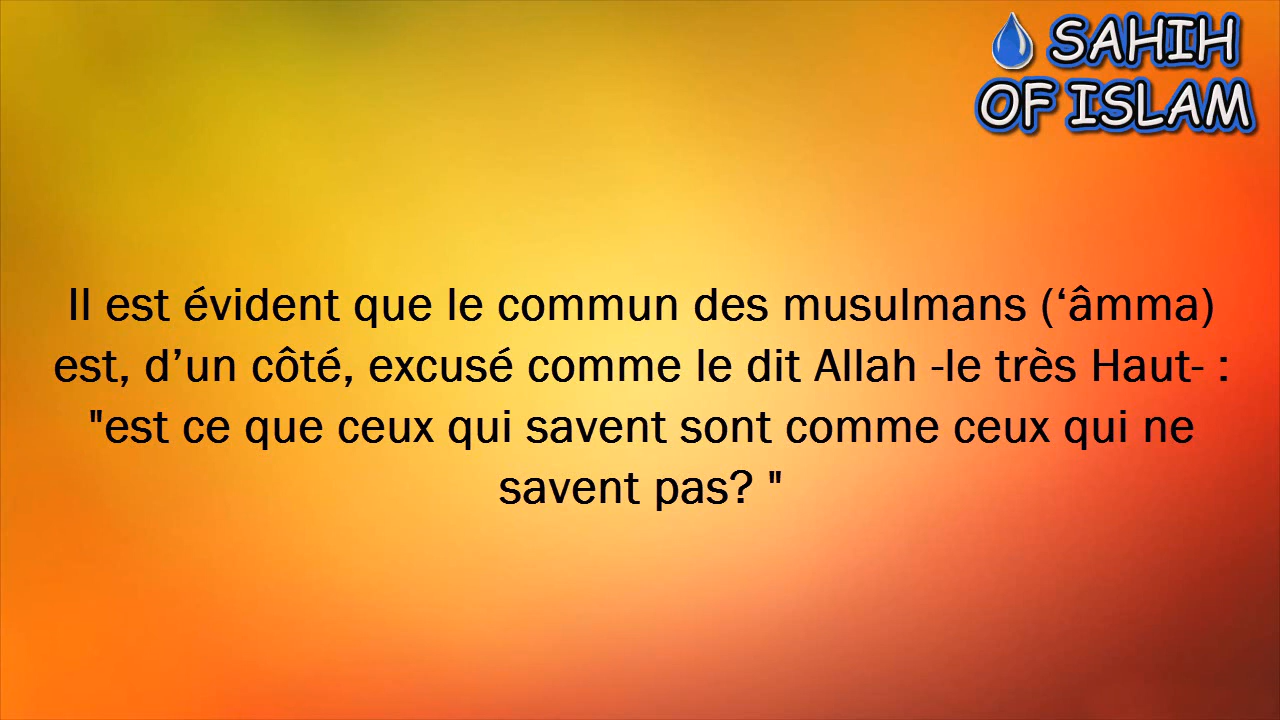 SAHIH
OF ISLAM
Il est évident que le commun des musulmans (‘âmma)
est, d’un côté, excusé comme le dit Allah -le très Haut- :
"est ce que ceux qui savent sont comme ceux qui ne
savent pas? "